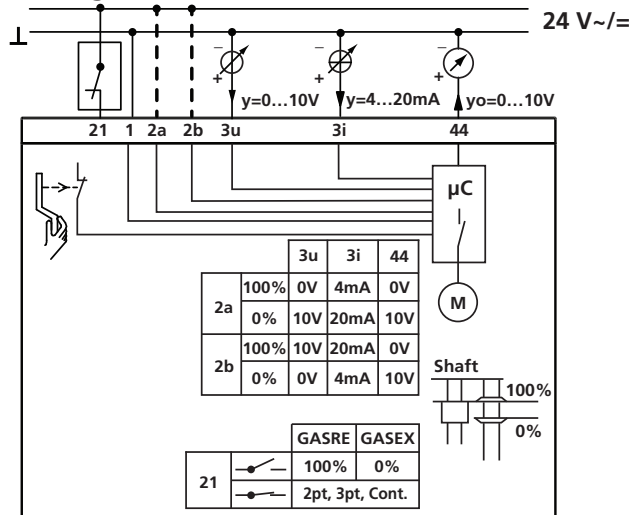 24 V~/=
⊥
− − −
+ + +
y=0...10V y=4...20mA yo=0...10V
21 1 2a 2b 3u 3i 44
µC
M
3u 3i 44
2a 100% 0V 4mA 0V
0% 10V 20mA 10V
2b 100% 10V 20mA 0V
0% 0V 4mA 10V
Shaft
100%
0%
GASRE GASEX
21 100% 0%
2pt, 3pt, Cont.